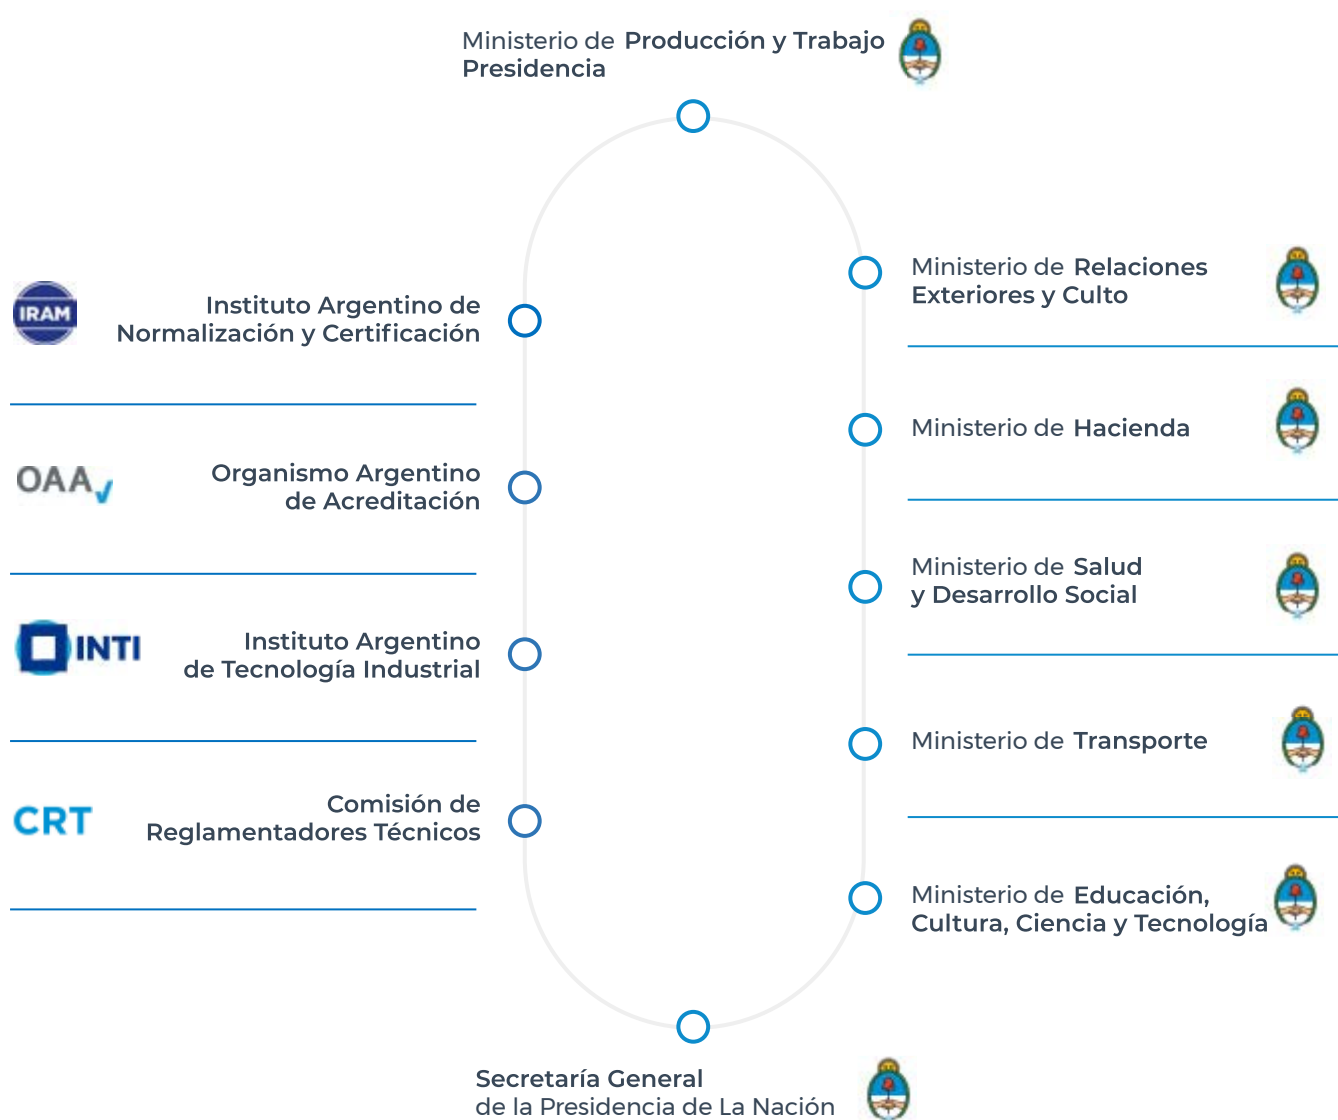 Ministerio de Producción y Trabajo
Presidencia
IRAM
Instituto Argentino de
Normalización y Certificación
OAA
Organismo Argentino
de Acreditación
INTI
Instituto Argentino
de Tecnología Industrial
CRT
Comisión de
Reglamentadores Técnicos
Ministerio de Relaciones
Exteriores y Culto
Ministerio de Hacienda
Ministerio de Salud
y Desarrollo Social
Ministerio de Transporte
Ministerio de Educación,
Cultura, Ciencia y Tecnología
Secretaría General
de la Presidencia de La Nación